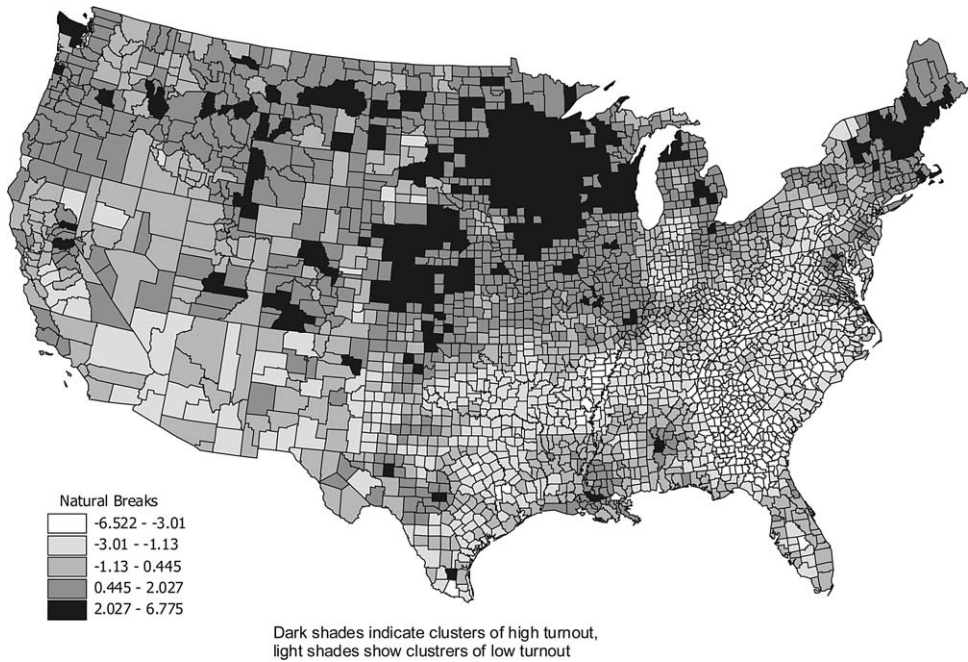 Natural Breaks
-6.522 - -3.01
-3.01 - -1.13
-1.13 - 0.445
0.445 - 2.027
2.027 - 6.775
Dark shades indicate clusters of high turnout,
light shades show clustrers of low turnout